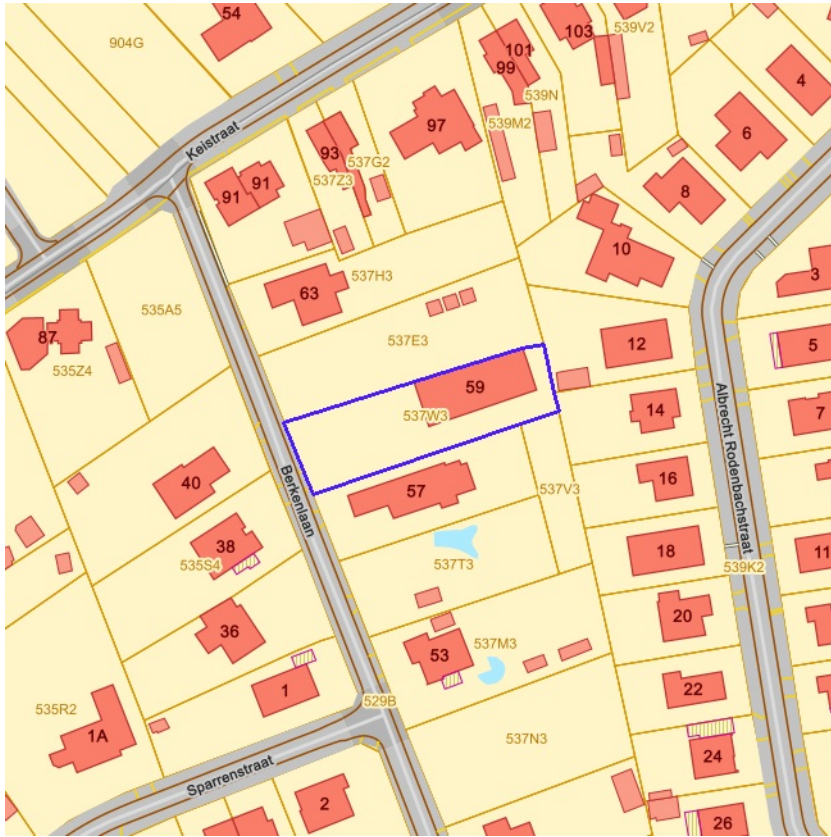 54
904G
101
99
103
539V2
4
539N
539M2
97
6
Keistraat
93
537G2
537Z3
91
91
8
10
537H3
3
63
535A5
87
535Z4
537E3
12
5
59
537W3
14
7
Albrecht Rodenbachstraat
40
57
537V3
16
Berkenlaan
38
535S4
537T3
18
11
539K2
36
20
53
537M3
1
529B
22
535R2
1A
537N3
24
Sparrenstraat
2
26